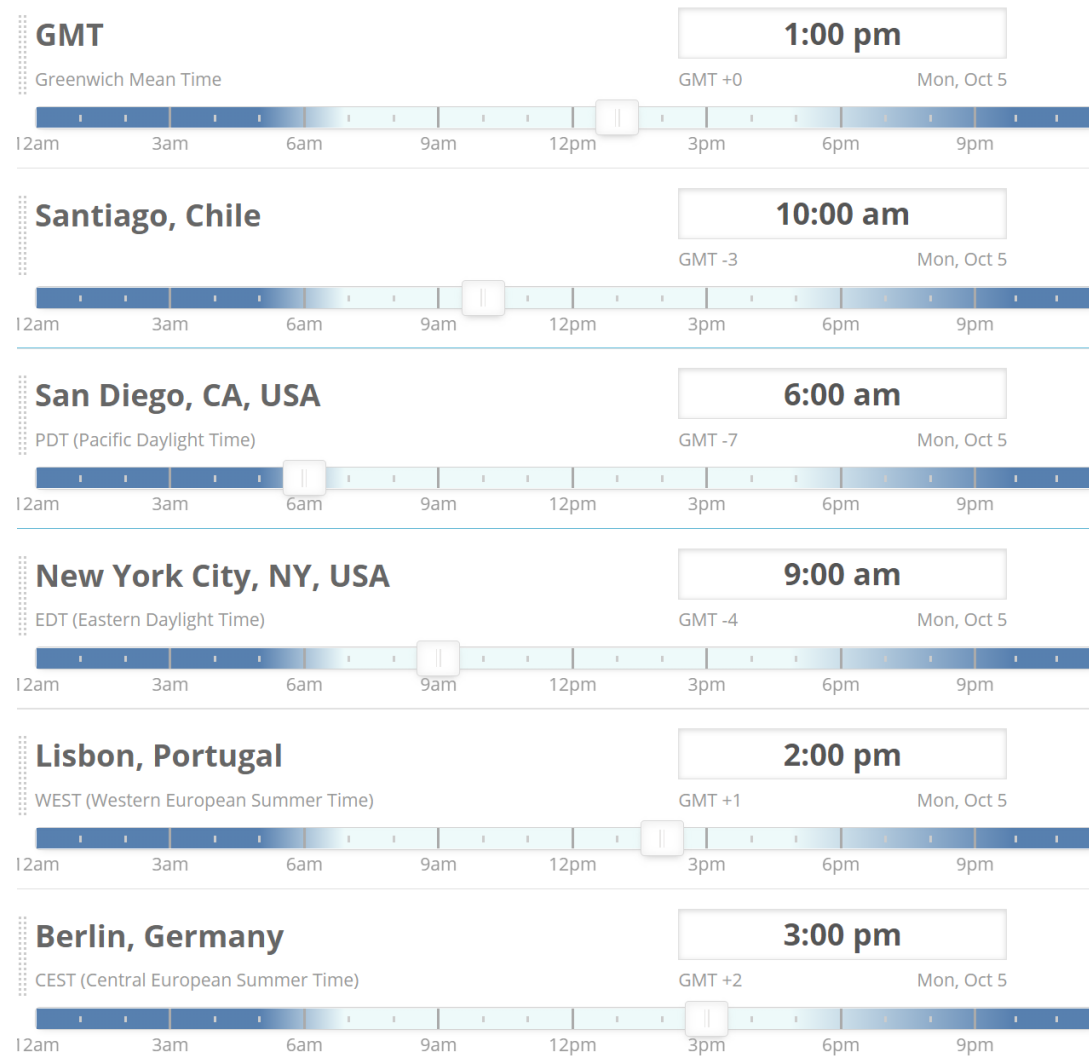 GMT
1:00 pm
Greenwich Mean Time
GMT +0
Mon, Oct 5
12am 3am 6am 9am 12pm 3pm 6pm 9pm
Santiago, Chile
10:00 am
GMT -3
Mon, Oct 5
12am 3am 6am 9am 12pm 3pm 6pm 9pm
San Diego, CA, USA
6:00 am
PDT (Pacific Daylight Time)
GMT -7
Mon, Oct 5
12am 3am 6am 9am 12pm 3pm 6pm 9pm
New York City, NY, USA
9:00 am
EDT (Eastern Daylight Time)
GMT -4
Mon, Oct 5
12am 3am 6am 9am 12pm 3pm 6pm 9pm
Lisbon, Portugal
2:00 pm
WEST (Western European Summer Time)
GMT +1
Mon, Oct 5
12am 3am 6am 9am 12pm 3pm 6pm 9pm
Berlin, Germany
3:00 pm
CEST (Central European Summer Time)
GMT +2
Mon, Oct 5
12am 3am 6am 9am 12pm 3pm 6pm 9pm